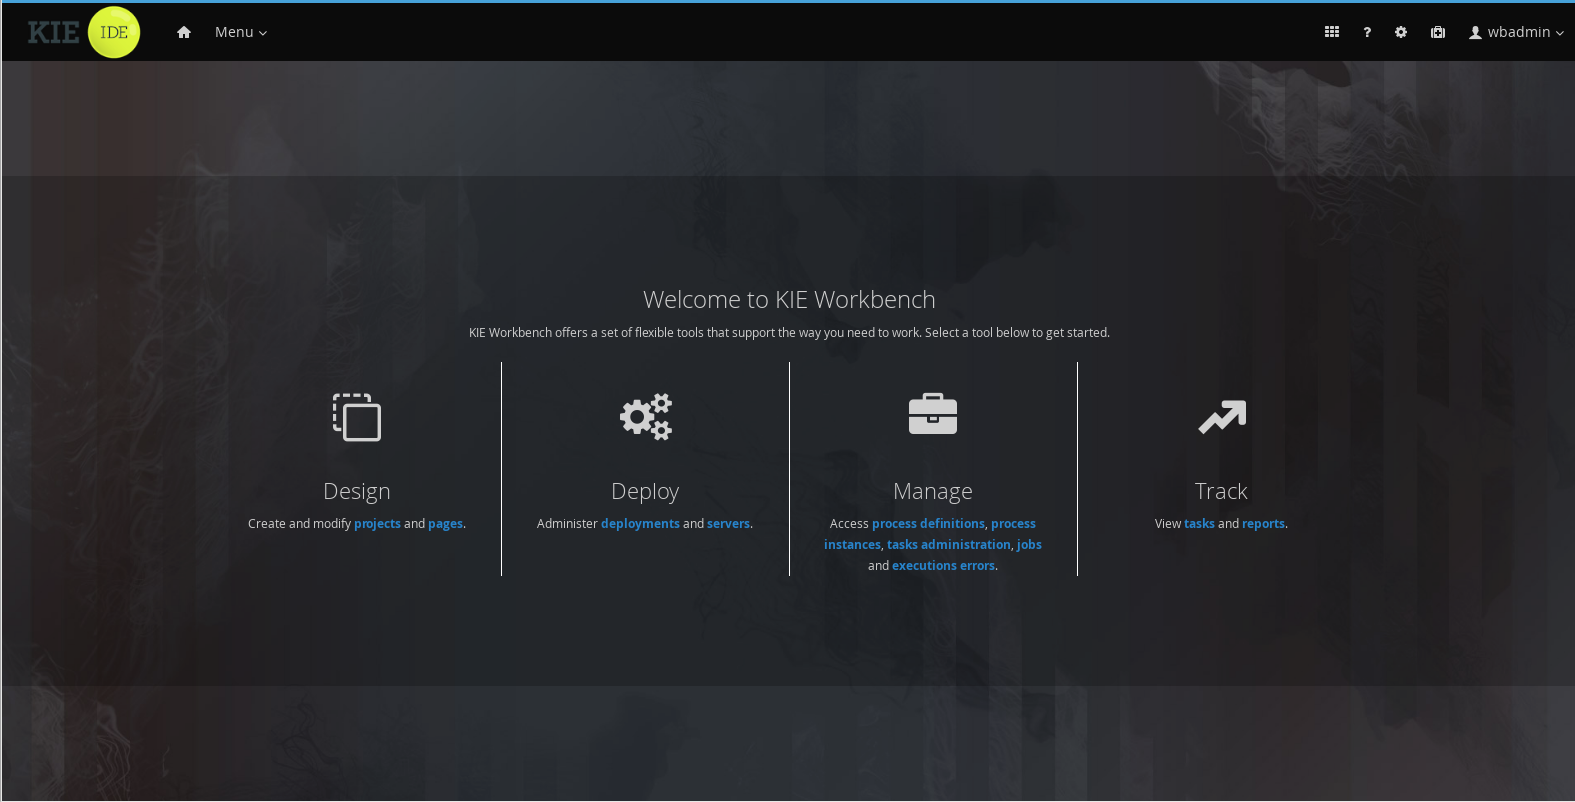 KIE IDE Menu ? wbadmin
Welcome to KIE Workbench
KIE Workbench offers a set of flexible tools that support the way you need to work. Select a tool below to get started.
Design
Create and modify projects and pages.
Deploy
Administer deployments and servers.
Manage
Access process definitions, process
instances, tasks administration, jobs
and executions errors.
Track
View tasks and reports.